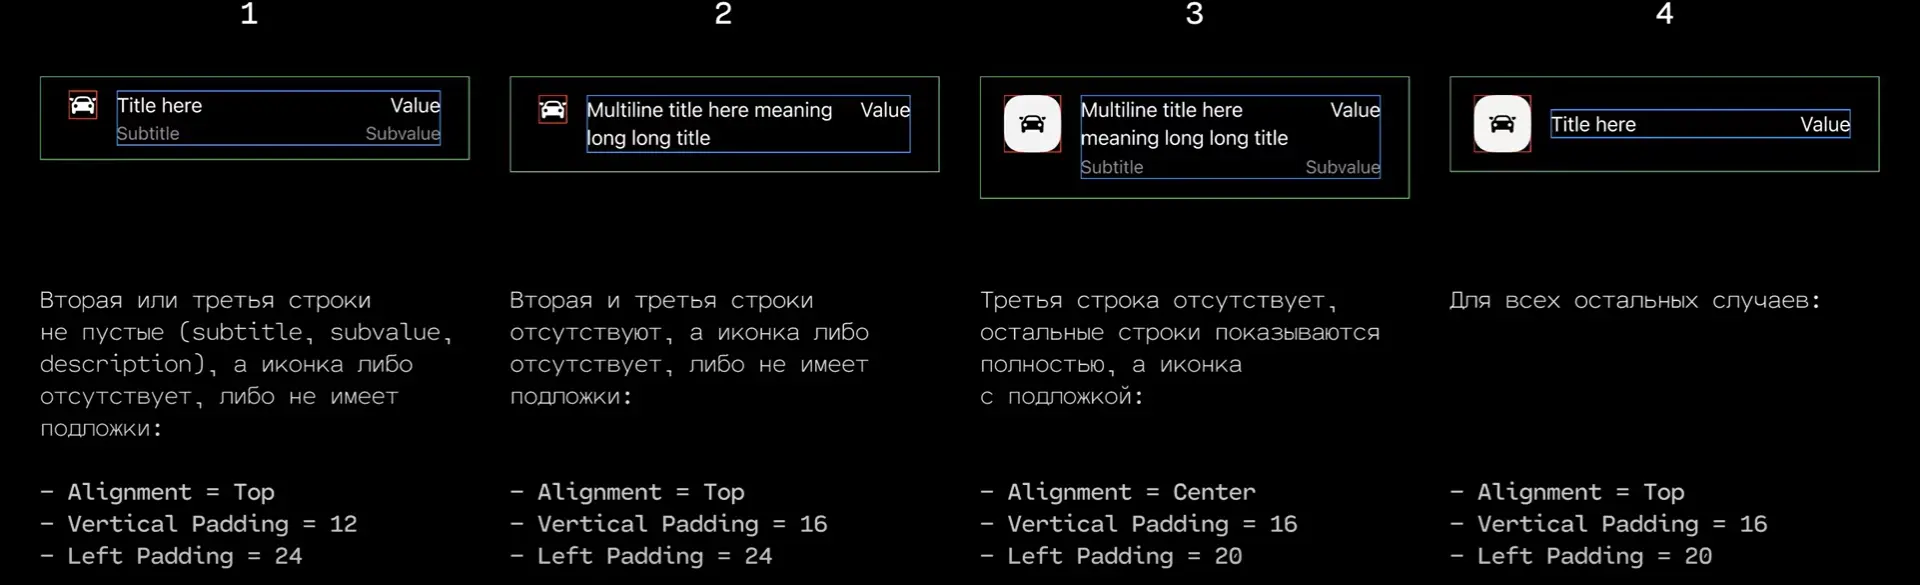 1
Title here Value
Subtitle Subvalue
Вторая или третья строки
не пустые (subtitle, subvalue,
description), а иконка либо
отсутствует, либо не имеет
подложки:
– Alignment = Top
– Vertical Padding = 12
– Left Padding = 24
2
Multiline title here meaning Value
long long title
Вторая и третья строки
отсутствуют, а иконка либо
отсутствует, либо не имеет
подложки:
– Alignment = Top
– Vertical Padding = 16
– Left Padding = 24
3
Multiline title here Value
meaning long long title
Subtitle Subvalue
Третья строка отсутствует,
остальные строки показываются
полностью, а иконка
с подложкой:
– Alignment = Center
– Vertical Padding = 16
– Left Padding = 20
4
Title here Value
Для всех остальных случаев:
– Alignment = Top
– Vertical Padding = 16
– Left Padding = 20